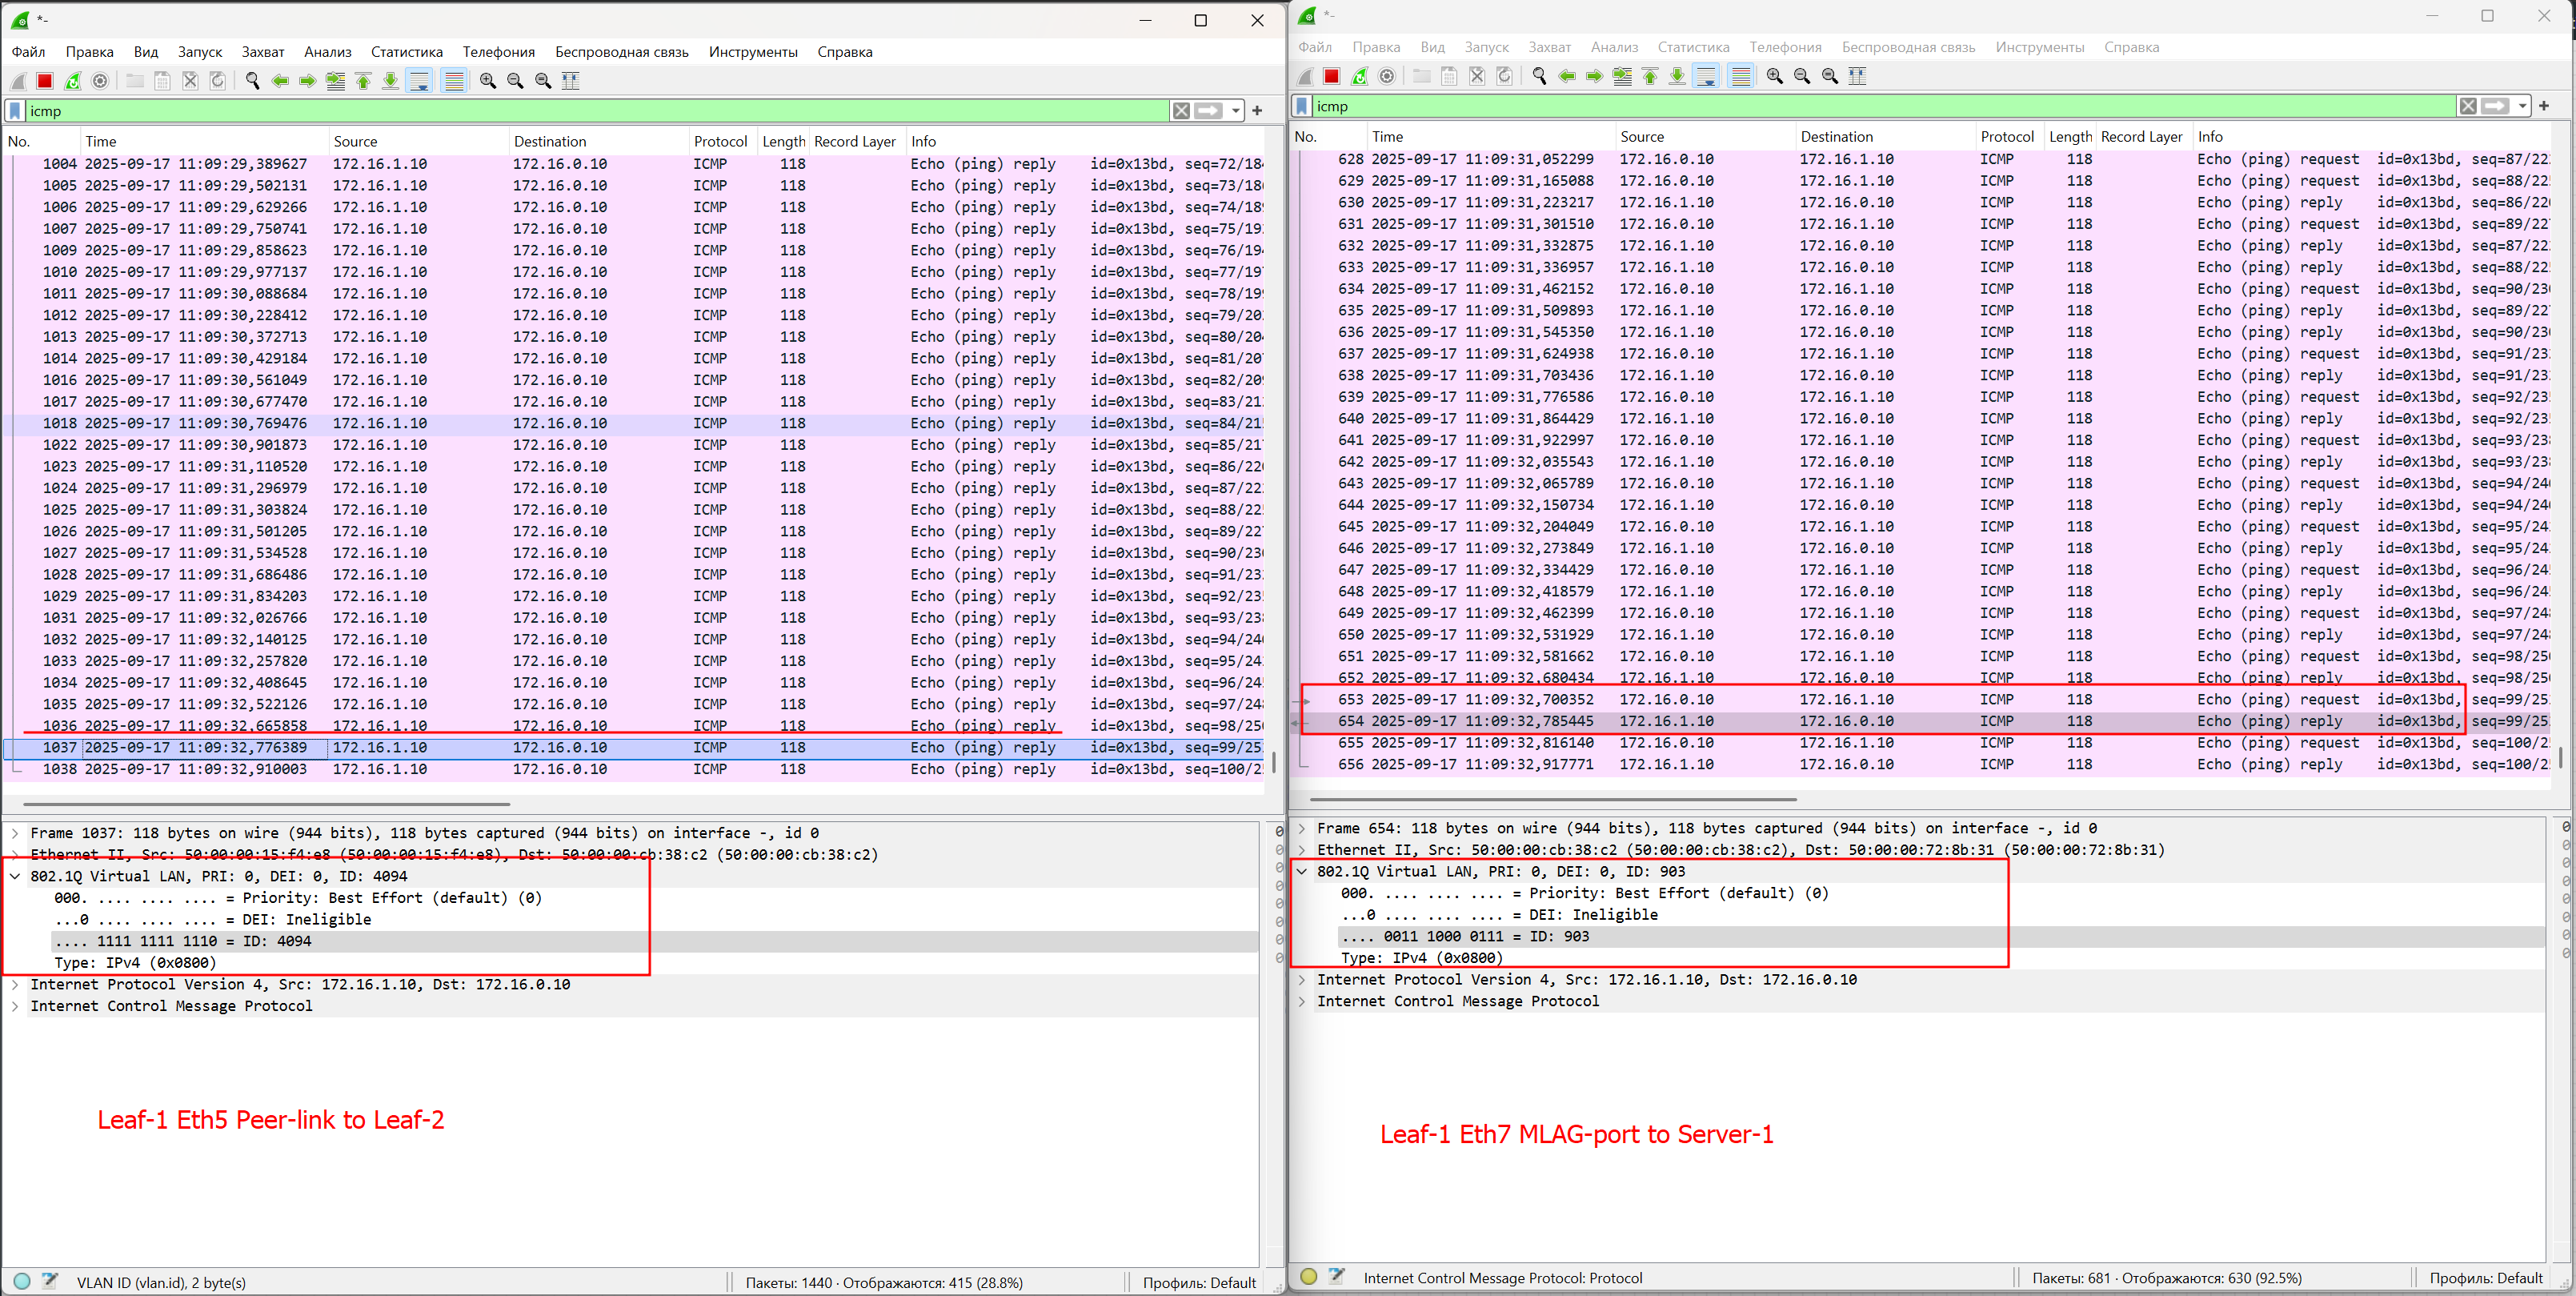 *-
Файл Правка Вид Запуск Захват Анализ Статистика Телефония Беспроводная связь Инструменты Справка
icmp
No. Time Source Destination Protocol Length Record Layer Info
1004 2025-09-17 11:09:29,389627 172.16.1.10 172.16.0.10 ICMP 118 Echo (ping) reply id=0x13bd, seq=72/184
1005 2025-09-17 11:09:29,502131 172.16.1.10 172.16.0.10 ICMP 118 Echo (ping) reply id=0x13bd, seq=73/186
1006 2025-09-17 11:09:29,629266 172.16.1.10 172.16.0.10 ICMP 118 Echo (ping) reply id=0x13bd, seq=74/189
1007 2025-09-17 11:09:29,750741 172.16.1.10 172.16.0.10 ICMP 118 Echo (ping) reply id=0x13bd, seq=75/19
1009 2025-09-17 11:09:29,858623 172.16.1.10 172.16.0.10 ICMP 118 Echo (ping) reply id=0x13bd, seq=76/194
1010 2025-09-17 11:09:29,977137 172.16.1.10 172.16.0.10 ICMP 118 Echo (ping) reply id=0x13bd, seq=77/197
1011 2025-09-17 11:09:30,088684 172.16.1.10 172.16.0.10 ICMP 118 Echo (ping) reply id=0x13bd, seq=78/199
1012 2025-09-17 11:09:30,228412 172.16.1.10 172.16.0.10 ICMP 118 Echo (ping) reply id=0x13bd, seq=79/20
1013 2025-09-17 11:09:30,372713 172.16.1.10 172.16.0.10 ICMP 118 Echo (ping) reply id=0x13bd, seq=80/204
1014 2025-09-17 11:09:30,429184 172.16.1.10 172.16.0.10 ICMP 118 Echo (ping) reply id=0x13bd, seq=81/207
1016 2025-09-17 11:09:30,561049 172.16.1.10 172.16.0.10 ICMP 118 Echo (ping) reply id=0x13bd, seq=82/209
1017 2025-09-17 11:09:30,677470 172.16.1.10 172.16.0.10 ICMP 118 Echo (ping) reply id=0x13bd, seq=83/21
1018 2025-09-17 11:09:30,769476 172.16.1.10 172.16.0.10 ICMP 118 Echo (ping) reply id=0x13bd, seq=84/21
1022 2025-09-17 11:09:30,901873 172.16.1.10 172.16.0.10 ICMP 118 Echo (ping) reply id=0x13bd, seq=85/217
1023 2025-09-17 11:09:31,110520 172.16.1.10 172.16.0.10 ICMP 118 Echo (ping) reply id=0x13bd, seq=86/220
1024 2025-09-17 11:09:31,296979 172.16.1.10 172.16.0.10 ICMP 118 Echo (ping) reply id=0x13bd, seq=87/22
1025 2025-09-17 11:09:31,303824 172.16.1.10 172.16.0.10 ICMP 118 Echo (ping) reply id=0x13bd, seq=88/225
1026 2025-09-17 11:09:31,501205 172.16.1.10 172.16.0.10 ICMP 118 Echo (ping) reply id=0x13bd, seq=89/227
1027 2025-09-17 11:09:31,534528 172.16.1.10 172.16.0.10 ICMP 118 Echo (ping) reply id=0x13bd, seq=90/230
1028 2025-09-17 11:09:31,686486 172.16.1.10 172.16.0.10 ICMP 118 Echo (ping) reply id=0x13bd, seq=91/23
1029 2025-09-17 11:09:31,834203 172.16.1.10 172.16.0.10 ICMP 118 Echo (ping) reply id=0x13bd, seq=92/235
1031 2025-09-17 11:09:32,026766 172.16.1.10 172.16.0.10 ICMP 118 Echo (ping) reply id=0x13bd, seq=93/238
1032 2025-09-17 11:09:32,140125 172.16.1.10 172.16.0.10 ICMP 118 Echo (ping) reply id=0x13bd, seq=94/240
1033 2025-09-17 11:09:32,257820 172.16.1.10 172.16.0.10 ICMP 118 Echo (ping) reply id=0x13bd, seq=95/24
1034 2025-09-17 11:09:32,408645 172.16.1.10 172.16.0.10 ICMP 118 Echo (ping) reply id=0x13bd, seq=96/245
1035 2025-09-17 11:09:32,522126 172.16.1.10 172.16.0.10 ICMP 118 Echo (ping) reply id=0x13bd, seq=97/248
1036 2025-09-17 11:09:32,665858 172.16.1.10 172.16.0.10 ICMP 118 Echo (ping) reply id=0x13bd, seq=98/250
1037 2025-09-17 11:09:32,776389 172.16.1.10 172.16.0.10 ICMP 118 Echo (ping) reply id=0x13bd, seq=99/25
1038 2025-09-17 11:09:32,910003 172.16.1.10 172.16.0.10 ICMP 118 Echo (ping) reply id=0x13bd, seq=100/2
Frame 1037: 118 bytes on wire (944 bits), 118 bytes captured (944 bits) on interface -, id 0
Ethernet II, Src: 50:00:00:15:f4:e8 (50:00:00:15:f4:e8), Dst: 50:00:00:cb:38:c2 (50:00:00:cb:38:c2)
802.1Q Virtual LAN, PRI: 0, DEI: 0, ID: 4094
000. .... .... .... = Priority: Best Effort (default) (0)
...0 .... .... .... = DEI: Ineligible
.... 1111 1111 1110 = ID: 4094
Type: IPv4 (0x0800)
Internet Protocol Version 4, Src: 172.16.1.10, Dst: 172.16.0.10
Internet Control Message Protocol
Leaf-1 Eth5 Peer-link to Leaf-2
VLAN ID (vlan.id), 2 byte(s) Пакеты: 1440 · Отображаются: 415 (28.8%) Профиль: Default
*-
Файл Правка Вид Запуск Захват Анализ Статистика Телефония Беспроводная связь Инструменты Справка
icmp
No. Time Source Destination Protocol Length Record Layer Info
628 2025-09-17 11:09:31,052299 172.16.0.10 172.16.1.10 ICMP 118 Echo (ping) request id=0x13bd, seq=87/22
629 2025-09-17 11:09:31,165088 172.16.0.10 172.16.1.10 ICMP 118 Echo (ping) request id=0x13bd, seq=88/225
630 2025-09-17 11:09:31,223217 172.16.1.10 172.16.0.10 ICMP 118 Echo (ping) reply id=0x13bd, seq=86/220
631 2025-09-17 11:09:31,301510 172.16.0.10 172.16.1.10 ICMP 118 Echo (ping) request id=0x13bd, seq=89/227
632 2025-09-17 11:09:31,332875 172.16.1.10 172.16.0.10 ICMP 118 Echo (ping) reply id=0x13bd, seq=87/22
633 2025-09-17 11:09:31,336957 172.16.1.10 172.16.0.10 ICMP 118 Echo (ping) reply id=0x13bd, seq=88/225
634 2025-09-17 11:09:31,462152 172.16.0.10 172.16.1.10 ICMP 118 Echo (ping) request id=0x13bd, seq=90/230
635 2025-09-17 11:09:31,509893 172.16.1.10 172.16.0.10 ICMP 118 Echo (ping) reply id=0x13bd, seq=89/227
636 2025-09-17 11:09:31,545350 172.16.1.10 172.16.0.10 ICMP 118 Echo (ping) reply id=0x13bd, seq=90/230
637 2025-09-17 11:09:31,624938 172.16.0.10 172.16.1.10 ICMP 118 Echo (ping) request id=0x13bd, seq=91/23
638 2025-09-17 11:09:31,703436 172.16.1.10 172.16.0.10 ICMP 118 Echo (ping) reply id=0x13bd, seq=91/23
639 2025-09-17 11:09:31,776586 172.16.0.10 172.16.1.10 ICMP 118 Echo (ping) request id=0x13bd, seq=92/235
640 2025-09-17 11:09:31,864429 172.16.1.10 172.16.0.10 ICMP 118 Echo (ping) reply id=0x13bd, seq=92/235
641 2025-09-17 11:09:31,922997 172.16.0.10 172.16.1.10 ICMP 118 Echo (ping) request id=0x13bd, seq=93/238
642 2025-09-17 11:09:32,035543 172.16.1.10 172.16.0.10 ICMP 118 Echo (ping) reply id=0x13bd, seq=93/238
643 2025-09-17 11:09:32,065789 172.16.0.10 172.16.1.10 ICMP 118 Echo (ping) request id=0x13bd, seq=94/240
644 2025-09-17 11:09:32,150734 172.16.1.10 172.16.0.10 ICMP 118 Echo (ping) reply id=0x13bd, seq=94/240
645 2025-09-17 11:09:32,204049 172.16.0.10 172.16.1.10 ICMP 118 Echo (ping) request id=0x13bd, seq=95/24
646 2025-09-17 11:09:32,273849 172.16.1.10 172.16.0.10 ICMP 118 Echo (ping) reply id=0x13bd, seq=95/24
647 2025-09-17 11:09:32,334429 172.16.0.10 172.16.1.10 ICMP 118 Echo (ping) request id=0x13bd, seq=96/245
648 2025-09-17 11:09:32,418579 172.16.1.10 172.16.0.10 ICMP 118 Echo (ping) reply id=0x13bd, seq=96/245
649 2025-09-17 11:09:32,462399 172.16.0.10 172.16.1.10 ICMP 118 Echo (ping) request id=0x13bd, seq=97/248
650 2025-09-17 11:09:32,531929 172.16.1.10 172.16.0.10 ICMP 118 Echo (ping) reply id=0x13bd, seq=97/248
651 2025-09-17 11:09:32,581662 172.16.0.10 172.16.1.10 ICMP 118 Echo (ping) request id=0x13bd, seq=98/250
652 2025-09-17 11:09:32,680434 172.16.1.10 172.16.0.10 ICMP 118 Echo (ping) reply id=0x13bd, seq=98/250
653 2025-09-17 11:09:32,700352 172.16.0.10 172.16.1.10 ICMP 118 Echo (ping) request id=0x13bd, seq=99/25
654 2025-09-17 11:09:32,785445 172.16.1.10 172.16.0.10 ICMP 118 Echo (ping) reply id=0x13bd, seq=99/25
655 2025-09-17 11:09:32,816140 172.16.0.10 172.16.1.10 ICMP 118 Echo (ping) request id=0x13bd, seq=100/2
656 2025-09-17 11:09:32,917771 172.16.1.10 172.16.0.10 ICMP 118 Echo (ping) reply id=0x13bd, seq=100/2
Frame 654: 118 bytes on wire (944 bits), 118 bytes captured (944 bits) on interface -, id 0
Ethernet II, Src: 50:00:00:cb:38:c2 (50:00:00:cb:38:c2), Dst: 50:00:00:72:8b:31 (50:00:00:72:8b:31)
802.1Q Virtual LAN, PRI: 0, DEI: 0, ID: 903
000. .... .... .... = Priority: Best Effort (default) (0)
...0 .... .... .... = DEI: Ineligible
.... 0011 1000 0111 = ID: 903
Type: IPv4 (0x0800)
Internet Protocol Version 4, Src: 172.16.1.10, Dst: 172.16.0.10
Internet Control Message Protocol
Leaf-1 Eth7 MLAG-port to Server-1
Internet Control Message Protocol: Protocol Пакеты: 681 · Отображаются: 630 (92.5%) Профиль: Default